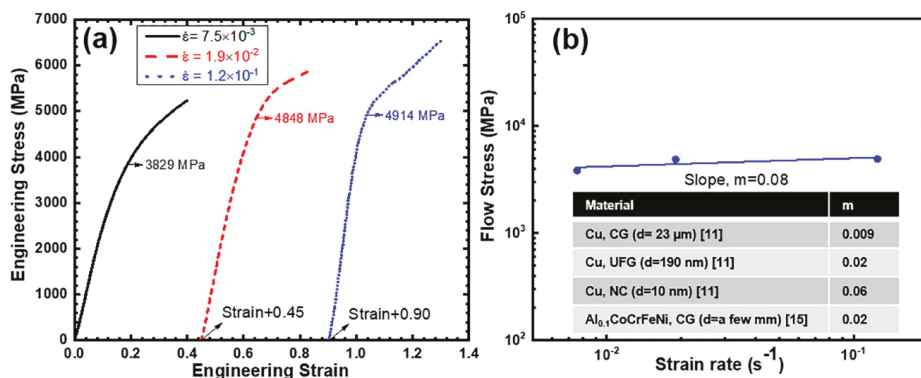 (a)
ε̇ = 7.5×10⁻³
ε̇ = 1.9×10⁻²
ε̇ = 1.2×10⁻¹
7000
6000
5000
4000
3000
2000
1000
0
Engineering Stress (MPa)
3829 MPa
4848 MPa
4914 MPa
Strain+0.45
Strain+0.90
0.0 0.2 0.4 0.6 0.8 1.0 1.2 1.4
Engineering Strain
(b)
10⁵
10⁴
10³
10²
Flow Stress (MPa)
Slope, m=0.08
Material m
Cu, CG (d= 23 µm) [11] 0.009
Cu, UFG (d=190 nm) [11] 0.02
Cu, NC (d=10 nm) [11] 0.06
Al₀.₁CoCrFeNi, CG (d=a few mm) [15] 0.02
10⁻² 10⁻¹
Strain rate (s⁻¹)